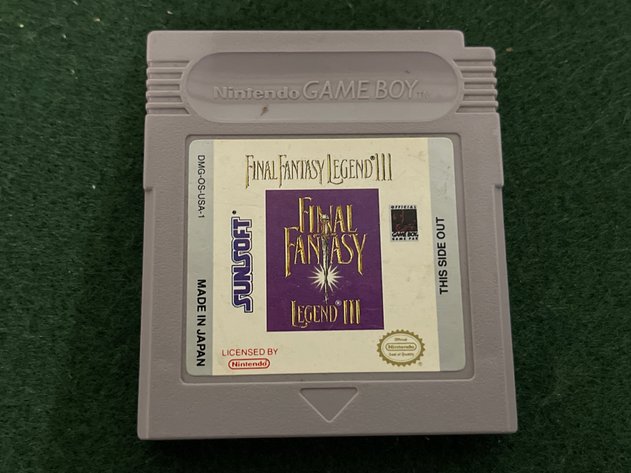 Nintendo GAME BOY TM
FINAL FANTASY LEGEND® III
DMG-OS-USA-1
MADE IN JAPAN
SUNSOFT®
FINAL
FANTASY
LEGEND® III
OFFICIAL
GAME BOY
GAME PAK
THIS SIDE OUT
LICENSED BY
Nintendo
Official
Nintendo
Seal of Quality